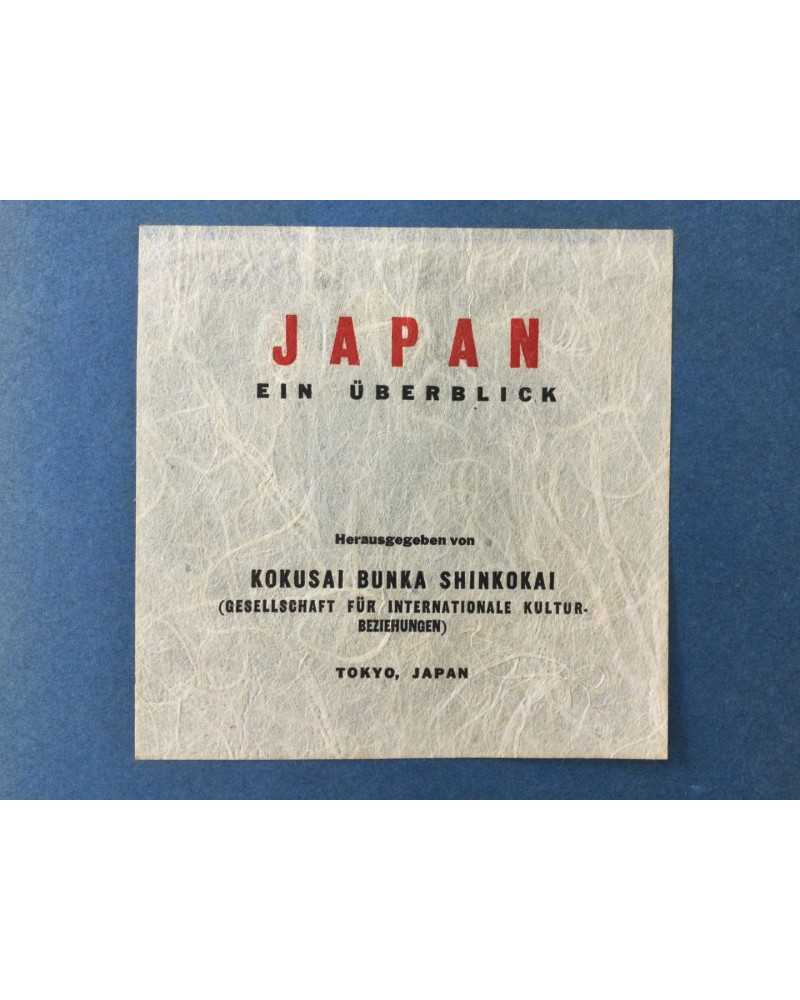 JAPAN
EIN ÜBERBLICK
Herausgegeben von
KOKUSAI BUNKA SHINKOKAI
(GESELLSCHAFT FÜR INTERNATIONALE KULTUR-
BEZIEHUNGEN)
TOKYO, JAPAN